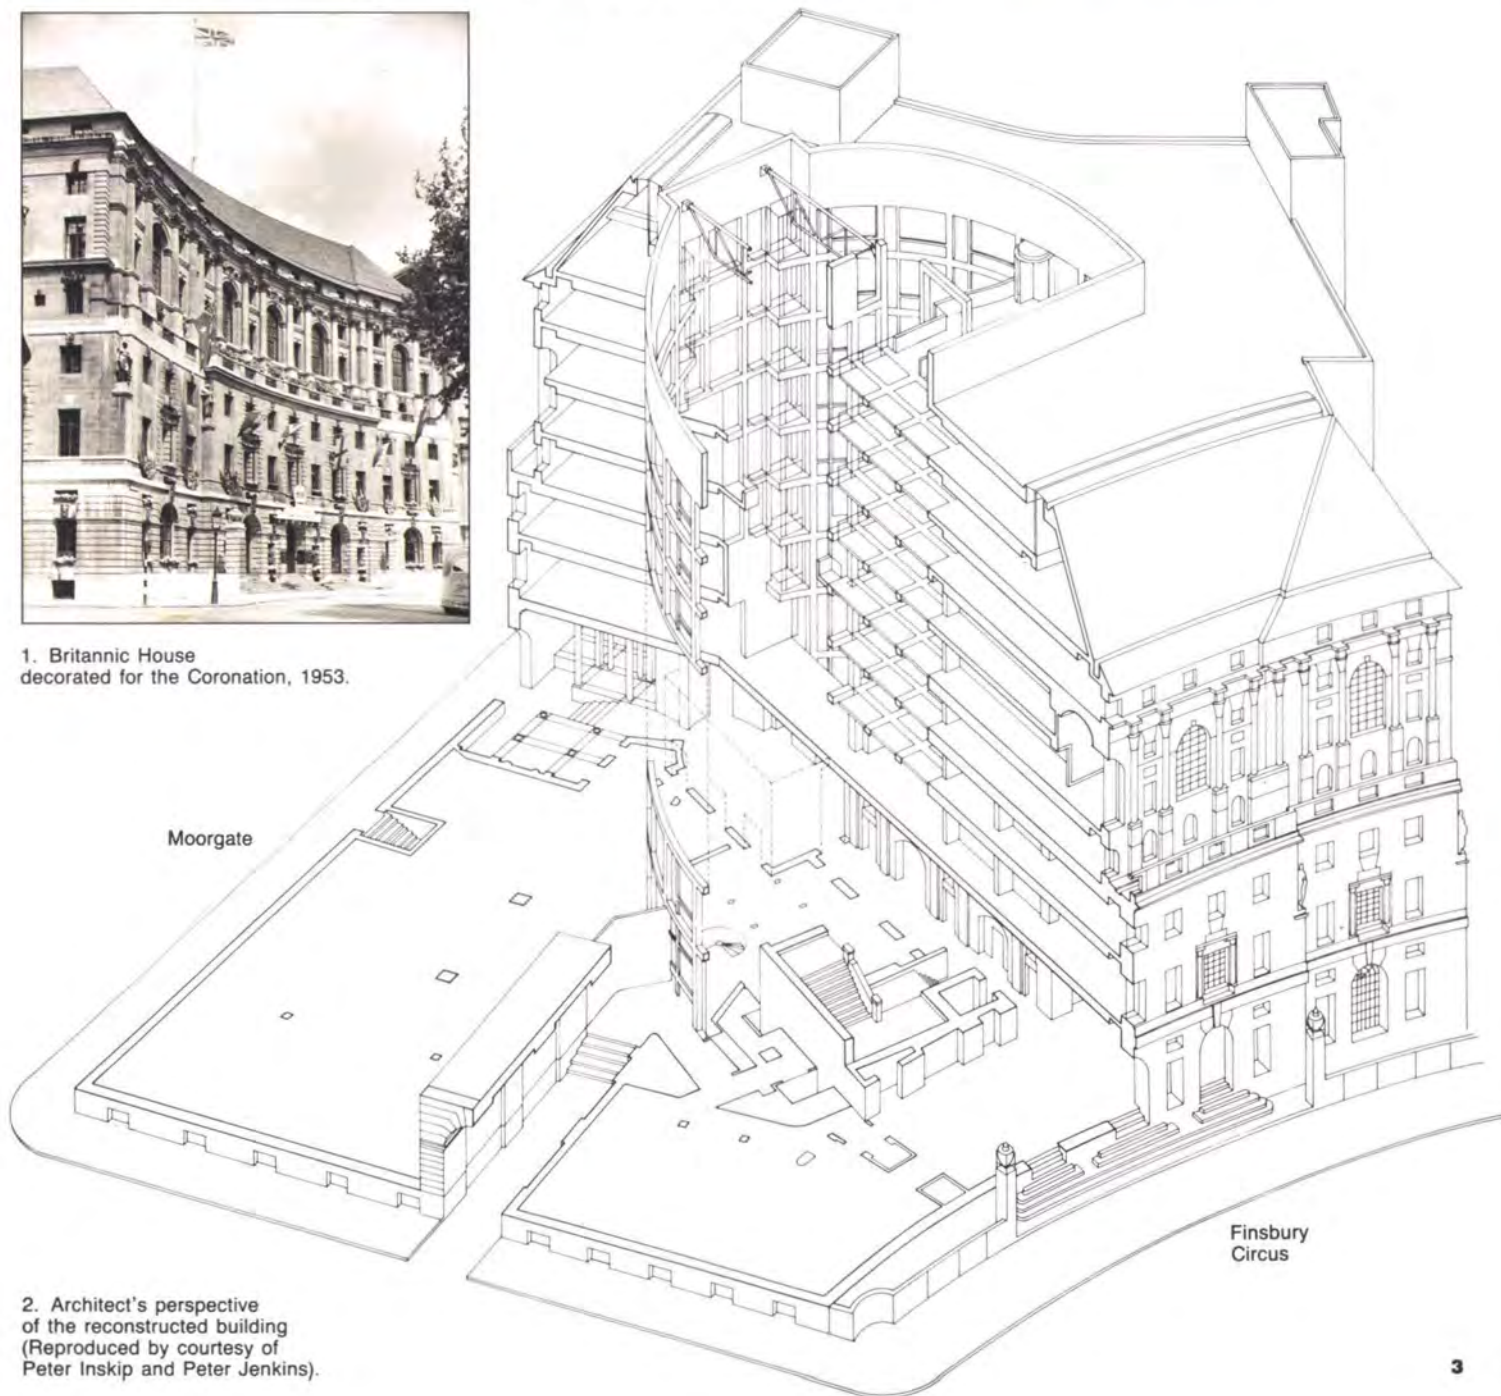 1. Britannic House
decorated for the Coronation, 1953.
Moorgate
Finsbury
Circus
2. Architect's perspective
of the reconstructed building
(Reproduced by courtesy of
Peter Inskip and Peter Jenkins).
3